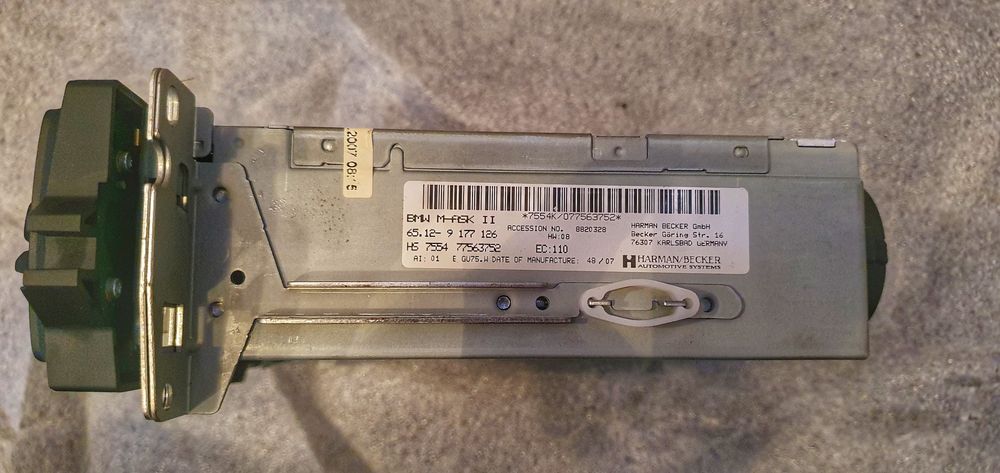 .2007 08:
*7554K/077563752*
BMW M-ASK II
ACCESSION NO. 8820328
HARMAN BECKER GmbH
HW:08
Becker Göring Str. 16
65.12- 9 177 126
76307 KARLSBAD GERMANY
HS 7554 77563752
EC:110
HARMAN/BECKER
AUTOMOTIVE SYSTEMS
AI: 01 E GU75.W DATE OF MANUFACTURE: 48/07